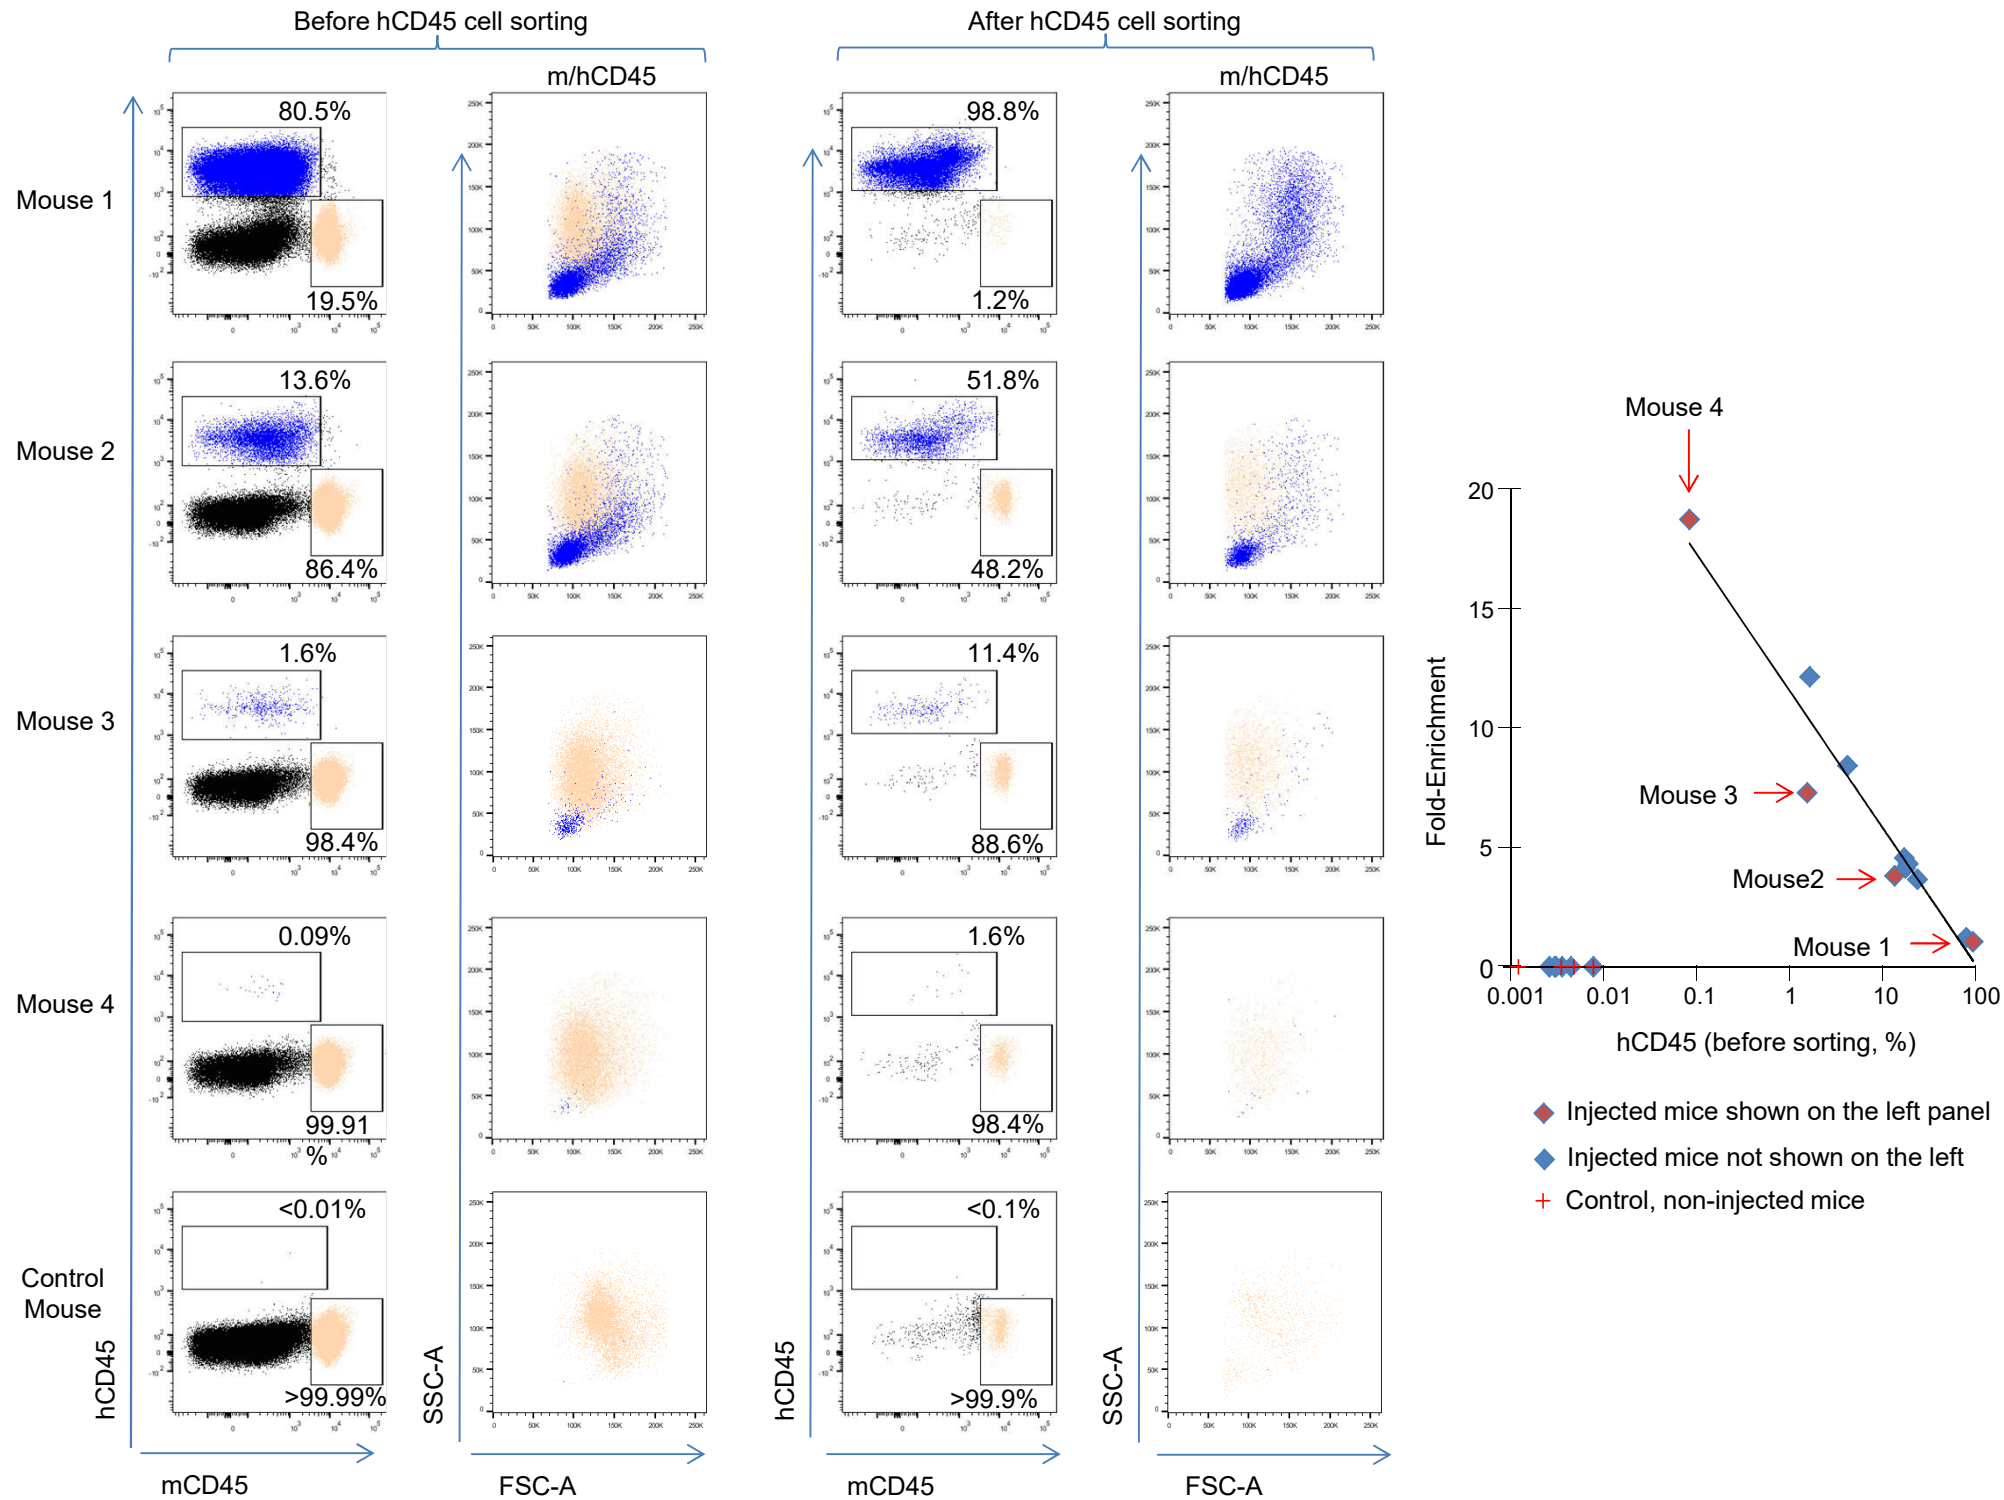 Before hCD45 cell sorting
After hCD45 cell sorting
m/hCD45
m/hCD45
Mouse 1
80.5%
19.5%
98.8%
1.2%
Mouse 2
13.6%
86.4%
51.8%
48.2%
Mouse 3
1.6%
98.4%
11.4%
88.6%
Mouse 4
0.09%
99.91
%
1.6%
98.4%
Control
Mouse
<0.01%
>99.99%
<0.1%
>99.9%
hCD45
SSC-A
hCD45
SSC-A
mCD45
FSC-A
mCD45
FSC-A
Mouse 4
Mouse 3
Mouse2
Mouse 1
Fold-Enrichment
20
15
10
5
0
0.001 0.01 0.1 1 10 100
hCD45 (before sorting, %)
Injected mice shown on the left panel
Injected mice not shown on the left
Control, non-injected mice